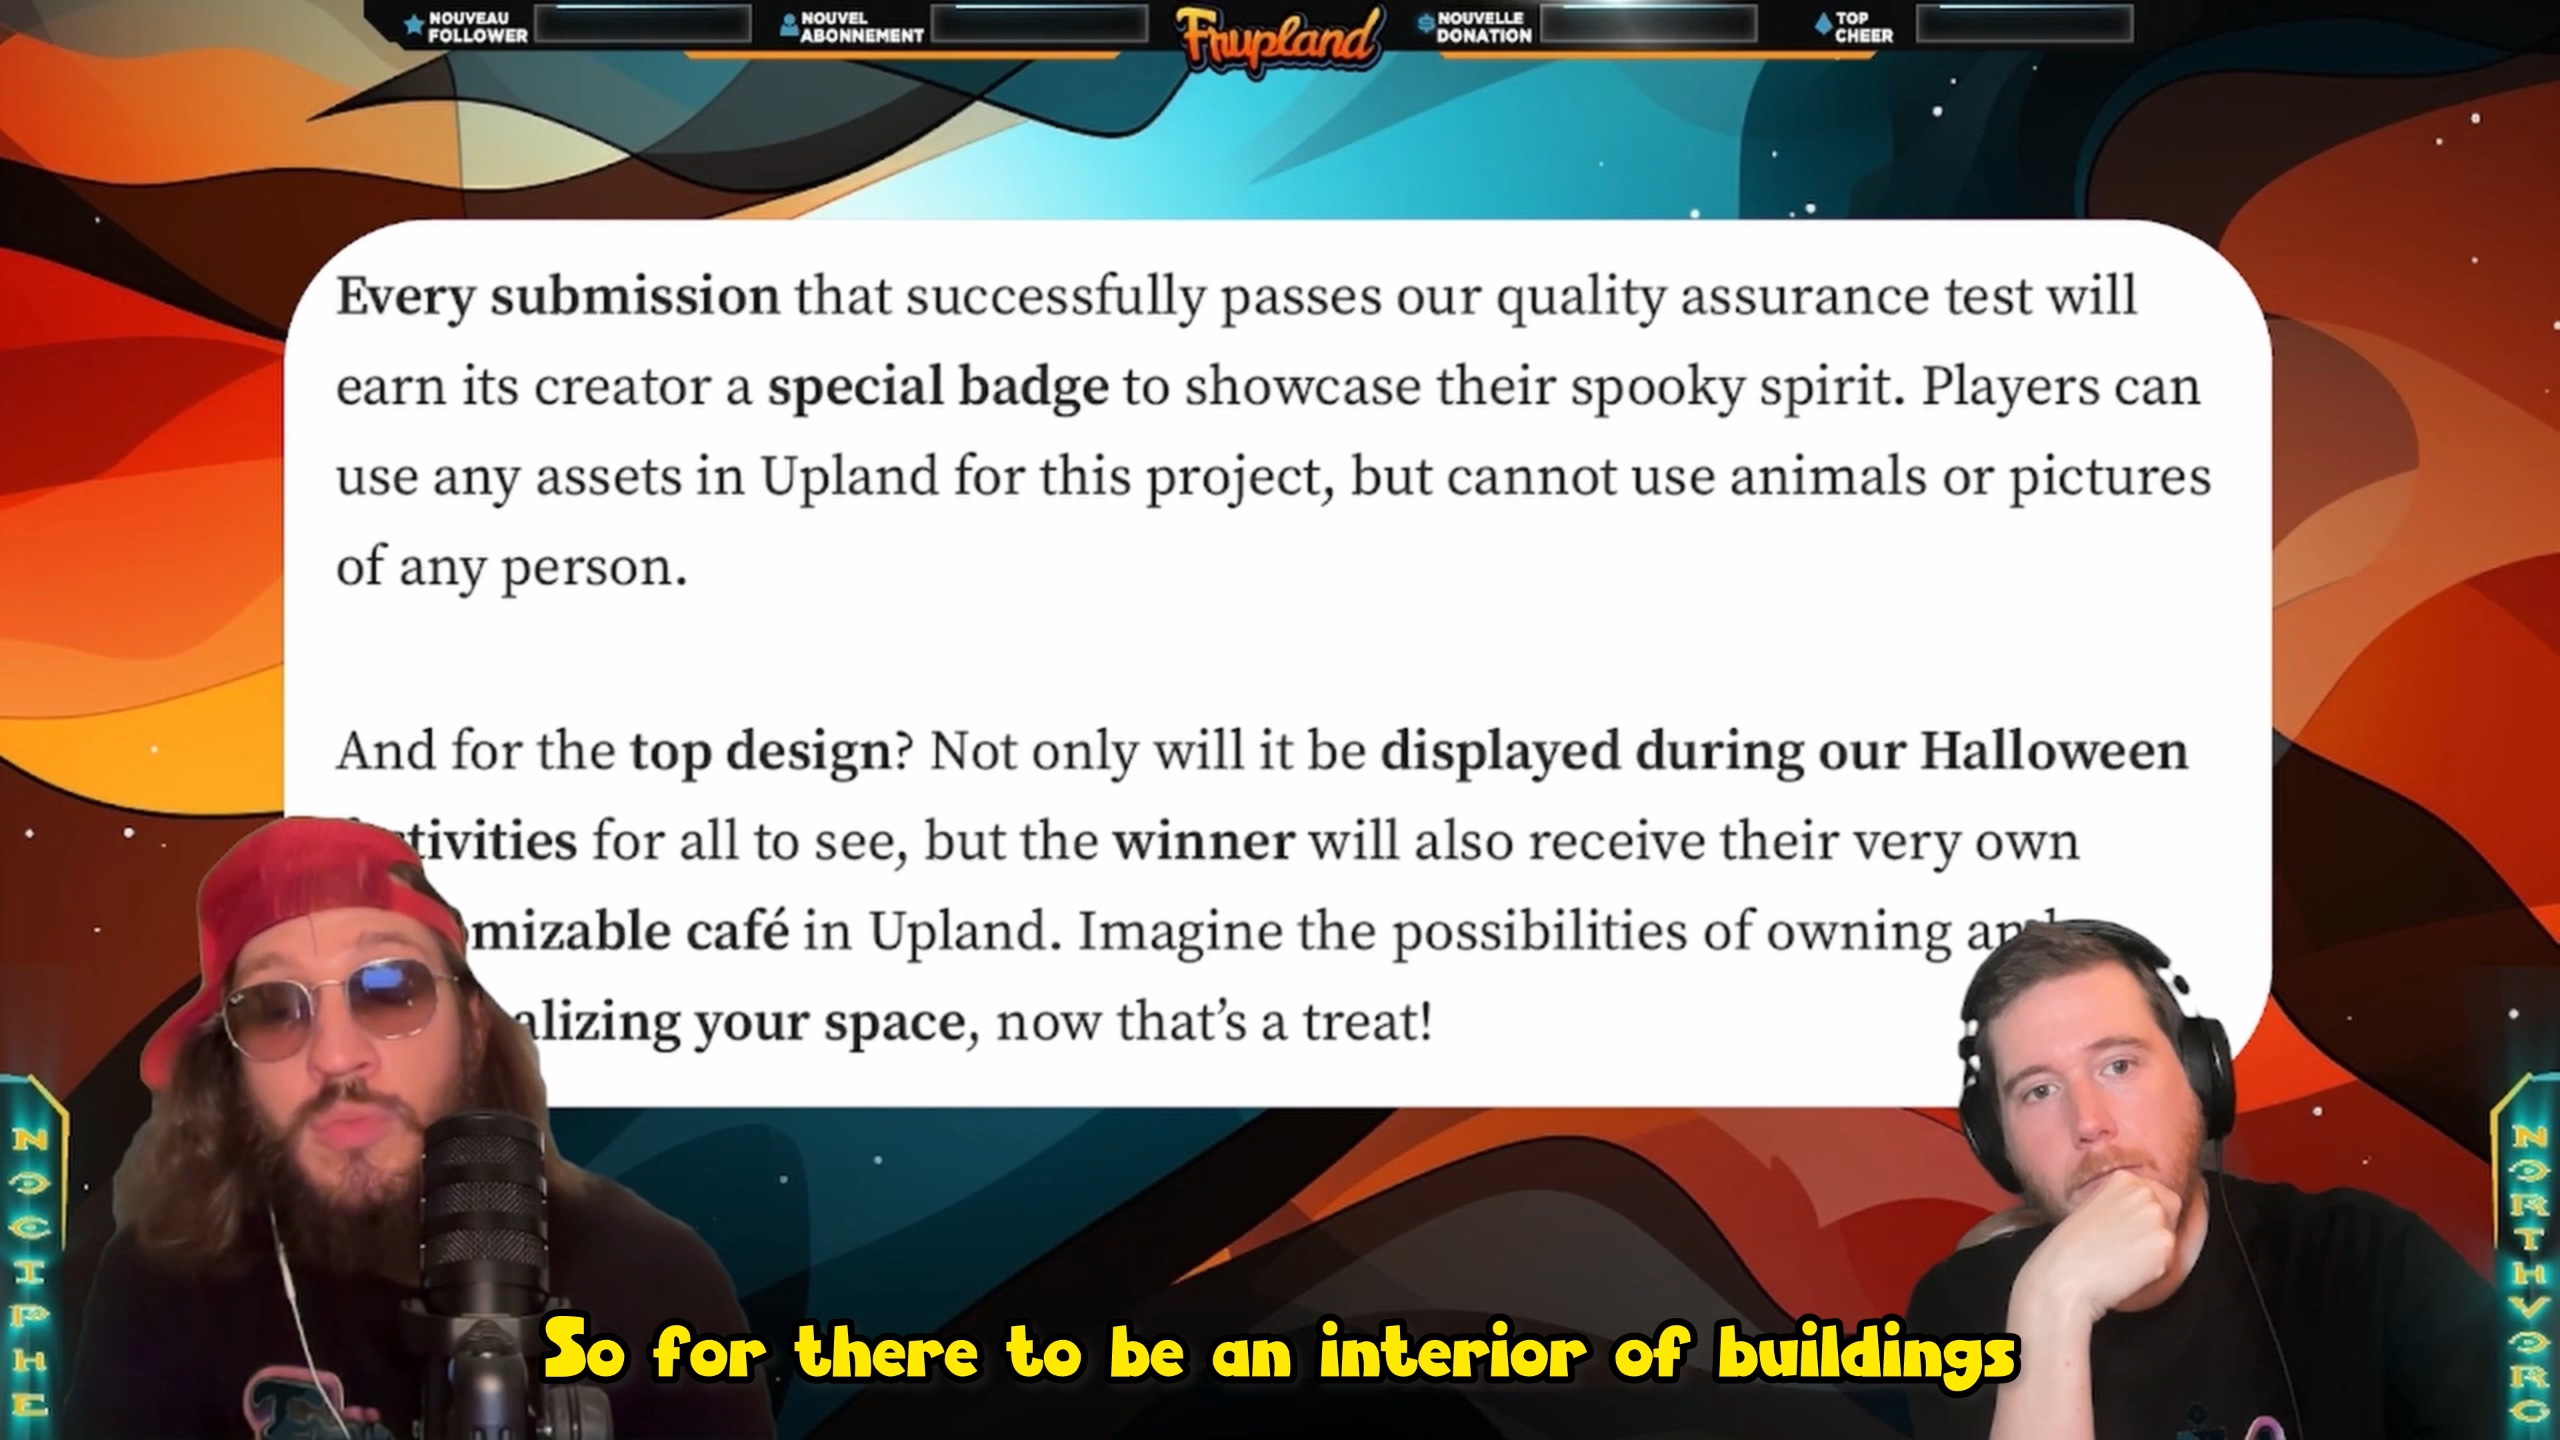 NOUVEAU FOLLOWER
NOUVEL ABONNEMENT
Frupland
NOUVELLE DONATION
TOP CHEER
Every submission that successfully passes our quality assurance test will
earn its creator a special badge to showcase their spooky spirit. Players can
use any assets in Upland for this project, but cannot use animals or pictures
of any person.
And for the top design? Not only will it be displayed during our Halloween
tivities for all to see, but the winner will also receive their very own
omizable café in Upland. Imagine the possibilities of owning and
alizing your space, now that's a treat!
NOCIPHE
NORTHVORC
So for there to be an interior of buildings